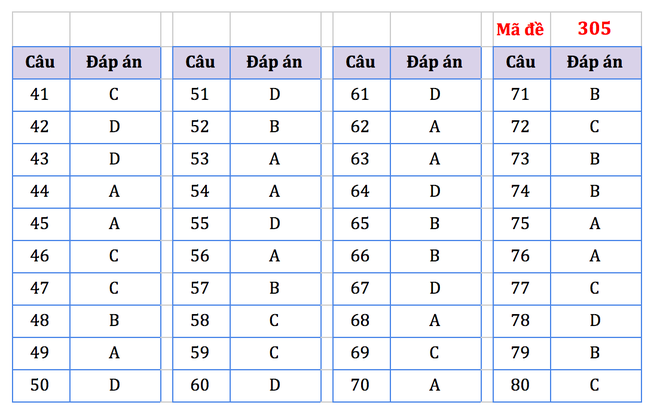 Mã đề 305
Câu Đáp án Câu Đáp án Câu Đáp án Câu Đáp án
41 C 51 D 61 D 71 B
42 D 52 B 62 A 72 C
43 D 53 A 63 A 73 B
44 A 54 A 64 D 74 B
45 A 55 D 65 B 75 A
46 C 56 A 66 B 76 A
47 C 57 B 67 D 77 C
48 B 58 C 68 A 78 D
49 A 59 C 69 C 79 B
50 D 60 D 70 A 80 C